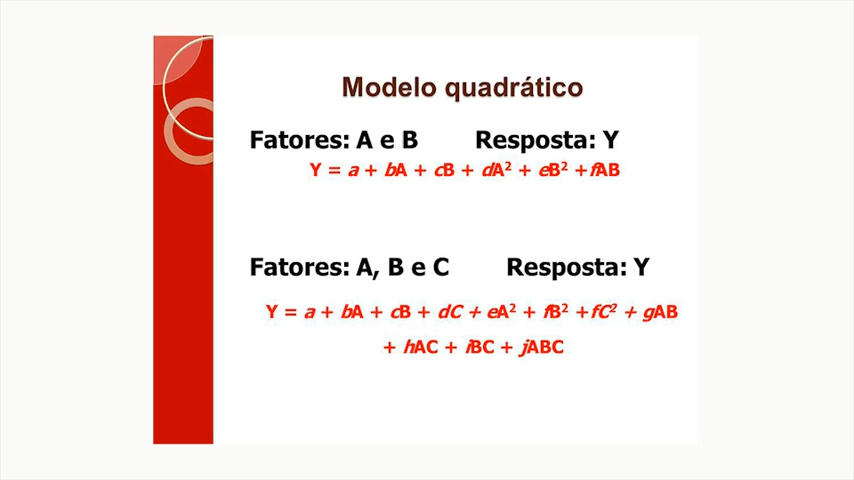 Modelo quadrático
Fatores: A e B Resposta: Y
Y = a + bA + cB + dA² + eB² +fAB
Fatores: A, B e C Resposta: Y
Y = a + bA + cB + dC + eA² + fB² +fC² + gAB
+ hAC + iBC + jABC